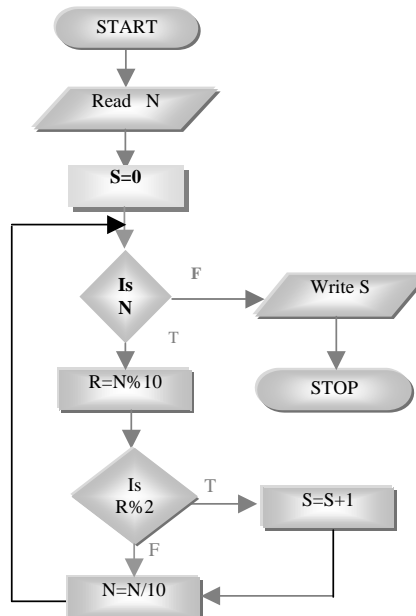 START
Read N
S=0
Is
N
F
Write S
T
STOP
R=N%10
Is
R%2
T
S=S+1
F
N=N/10